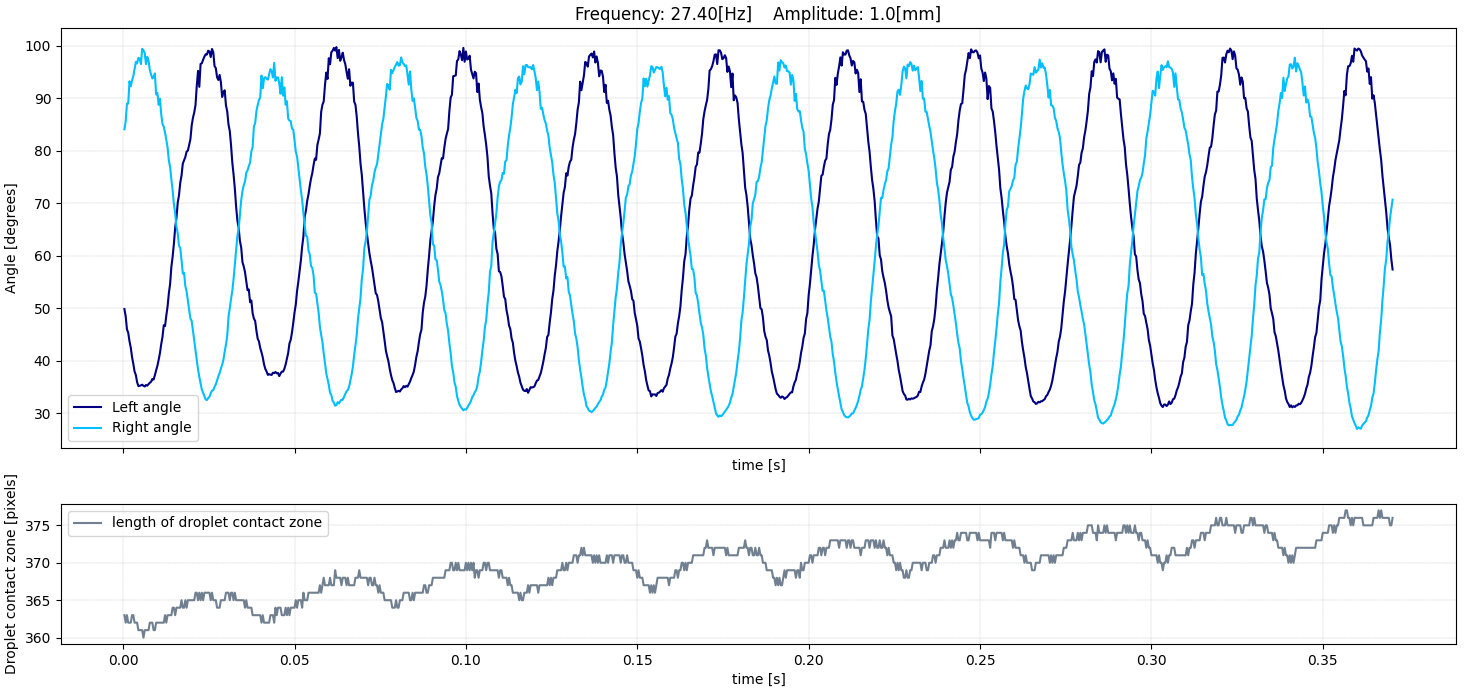 Frequency: 27.40[Hz]    Amplitude: 1.0[mm]
Angle [degrees]
100
90
80
70
60
50
40
30
Left angle
Right angle
time [s]
Droplet contact zone [pixels]
375
370
365
360
length of droplet contact zone
0.00 0.05 0.10 0.15 0.20 0.25 0.30 0.35
time [s]